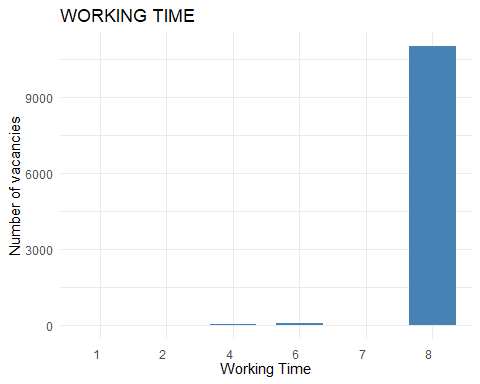 WORKING TIME
Number of vacancies
9000
6000
3000
0
1 2 4 6 7 8
Working Time